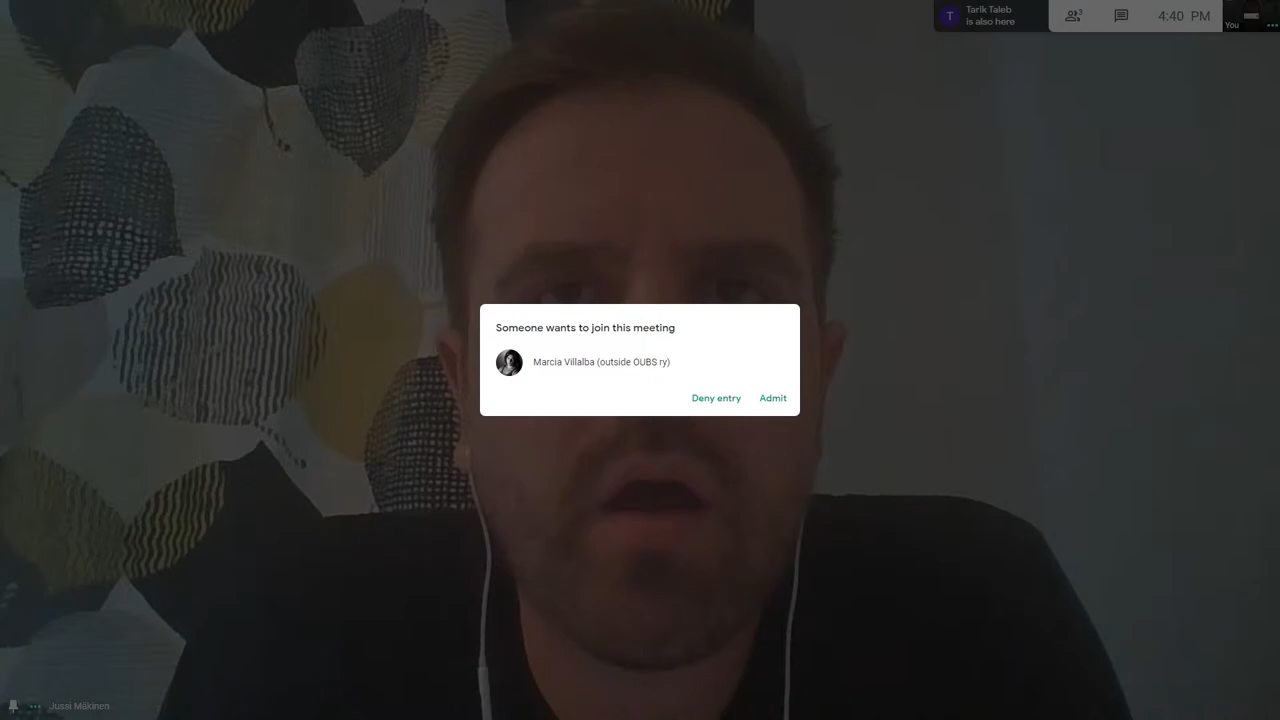 T
Tarik Taleb
is also here
3
4:40 PM
You
Someone wants to join this meeting
Marcia Villalba (outside OUBS ry)
Deny entry Admit
Jussi Mäkinen